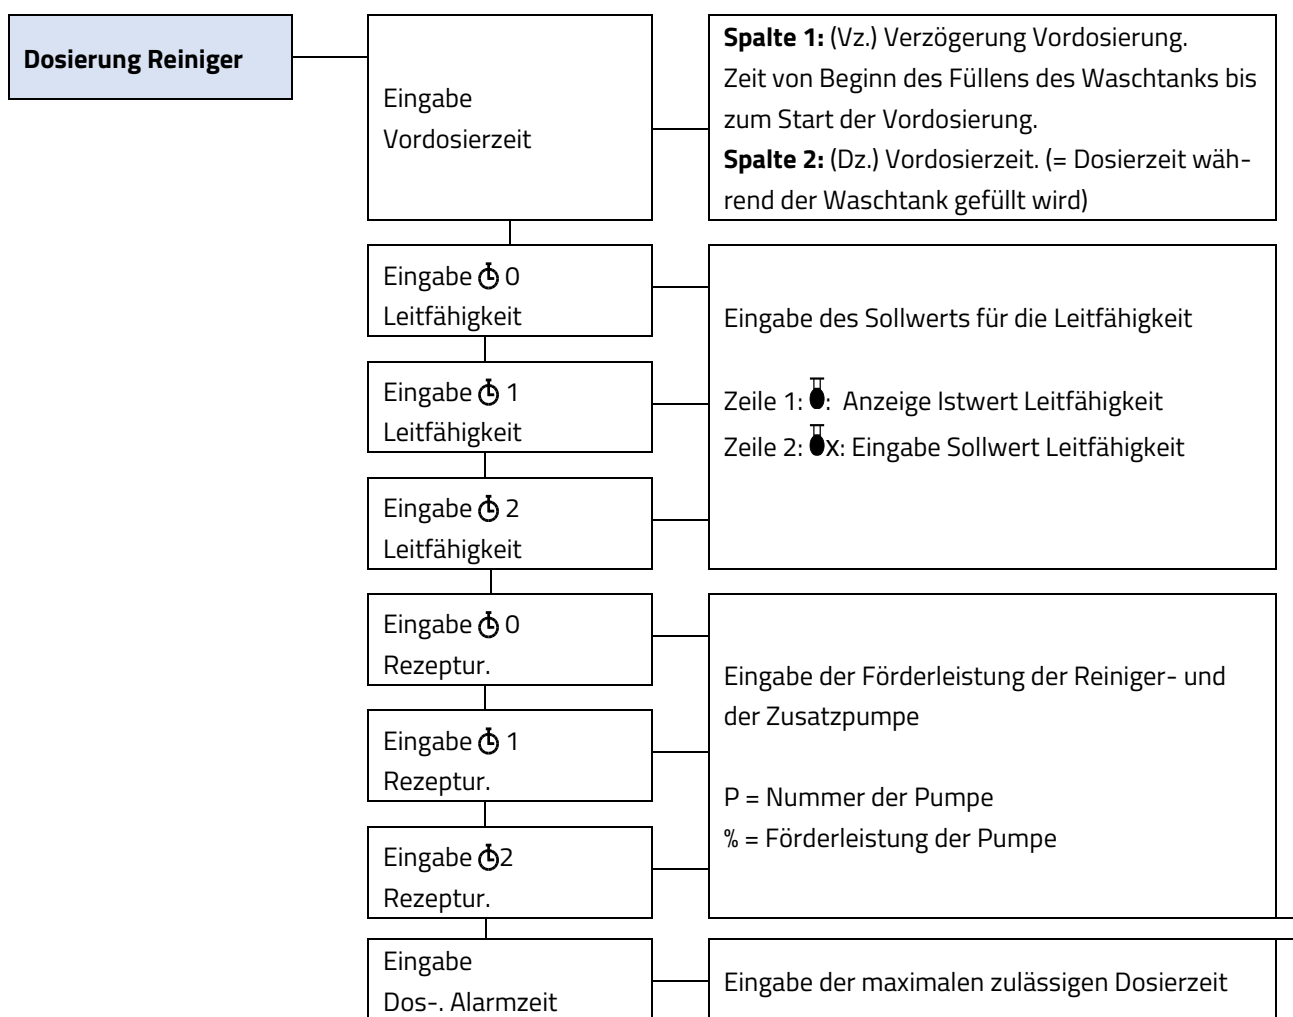 Dosierung Reiniger
Eingabe
Vordosierzeit
Spalte 1: (Vz.) Verzögerung Vordosierung.
Zeit von Beginn des Füllens des Waschtanks bis
zum Start der Vordosierung.
Spalte 2: (Dz.) Vordosierzeit. (= Dosierzeit wäh-
rend der Waschtank gefüllt wird)
Eingabe ⏱ 0
Leitfähigkeit
Eingabe ⏱ 1
Leitfähigkeit
Eingabe ⏱ 2
Leitfähigkeit
Eingabe des Sollwerts für die Leitfähigkeit
Zeile 1: : Anzeige Istwert Leitfähigkeit
Zeile 2: x: Eingabe Sollwert Leitfähigkeit
Eingabe ⏱ 0
Rezeptur.
Eingabe ⏱ 1
Rezeptur.
Eingabe ⏱2
Rezeptur.
Eingabe der Förderleistung der Reiniger- und
der Zusatzpumpe
P = Nummer der Pumpe
% = Förderleistung der Pumpe
Eingabe
Dos-. Alarmzeit
Eingabe der maximalen zulässigen Dosierzeit